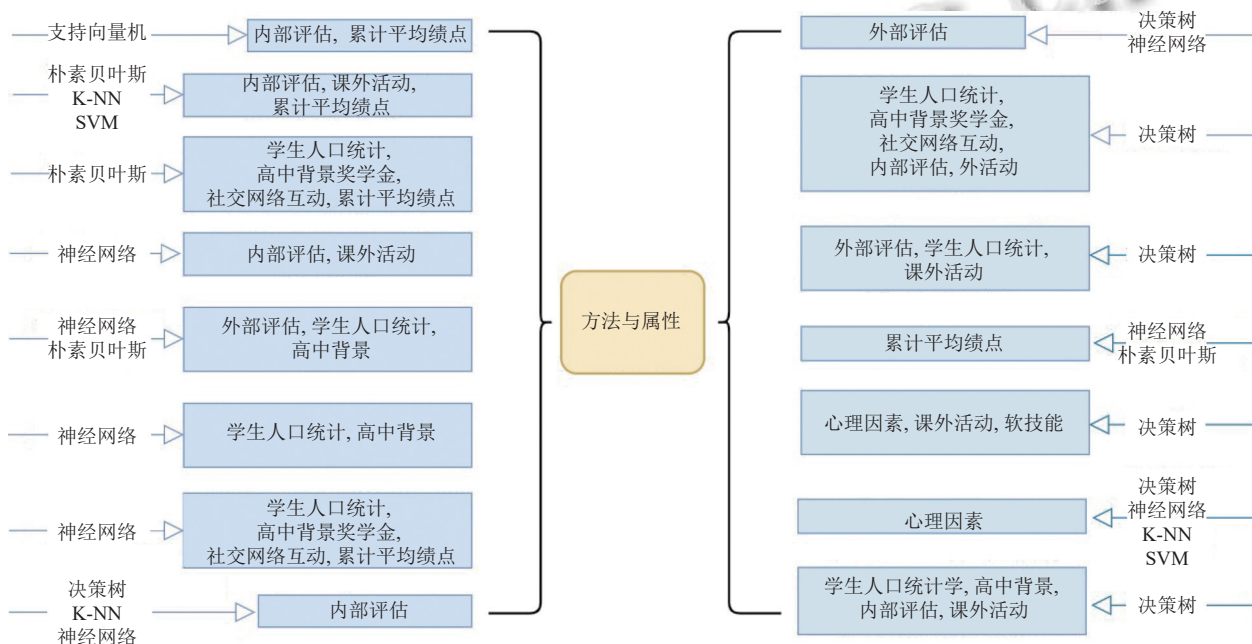 支持向量机
内部评估, 累计平均绩点
朴素贝叶斯
K-NN
SVM
内部评估, 课外活动,
累计平均绩点
朴素贝叶斯
学生人口统计,
高中背景奖学金,
社交网络互动, 累计平均绩点
神经网络
内部评估, 课外活动
神经网络
朴素贝叶斯
外部评估, 学生人口统计,
高中背景
神经网络
学生人口统计, 高中背景
神经网络
学生人口统计,
高中背景奖学金,
社交网络互动, 累计平均绩点
决策树
K-NN
神经网络
内部评估
方法与属性
外部评估
决策树
神经网络
学生人口统计,
高中背景奖学金,
社交网络互动,
内部评估, 外活动
决策树
外部评估, 学生人口统计,
课外活动
决策树
累计平均绩点
神经网络
朴素贝叶斯
心理因素, 课外活动, 软技能
决策树
心理因素
决策树
神经网络
K-NN
SVM
学生人口统计学, 高中背景,
内部评估, 课外活动
决策树